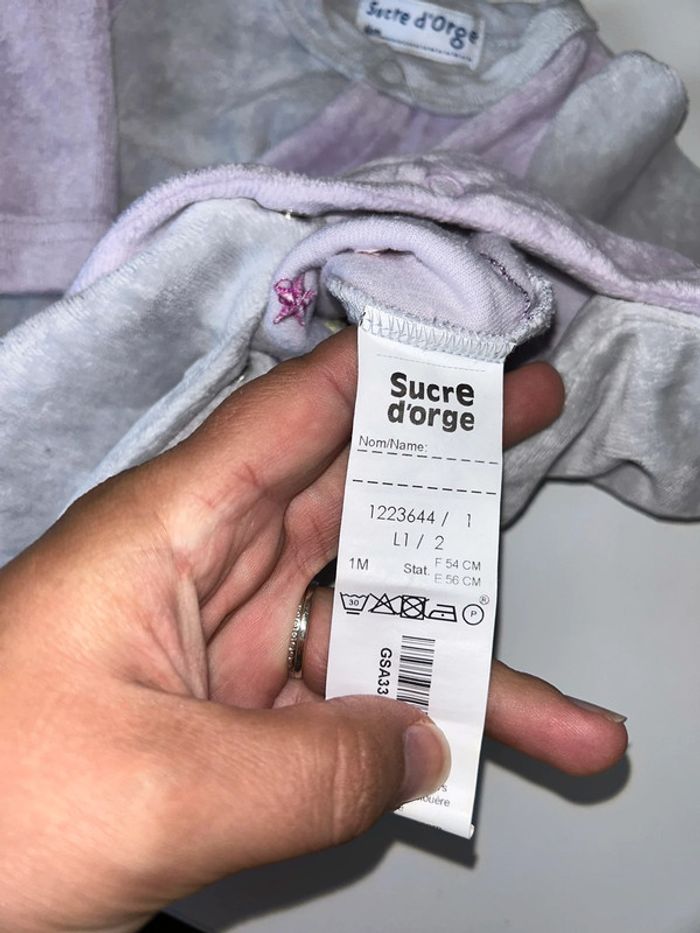 Sucre d'Orge
Sucre
d'orge
Nom/Name:
1223644 / 1
L1 / 2
1M Stat. F 54 CM
E 56 CM
30
P
®
GSA33